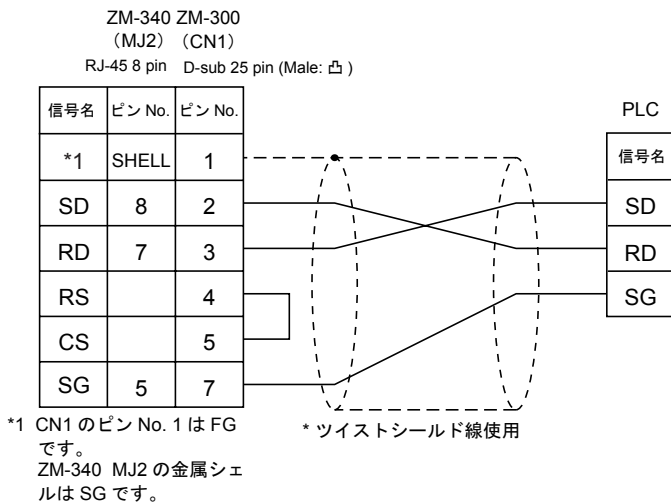 ZM-340 ZM-300
(MJ2) (CN1)
RJ-45 8 pin D-sub 25 pin (Male: 凸)
信号名 ピン No. ピン No.
*1 SHELL 1
SD 8 2
RD 7 3
RS 4
CS 5
SG 5 7
PLC
信号名
SD
RD
SG
*1 CN1 のピン No. 1 は FG
です。
ZM-340 MJ2 の金属シェ
ルは SG です。
* ツイストシールド線使用